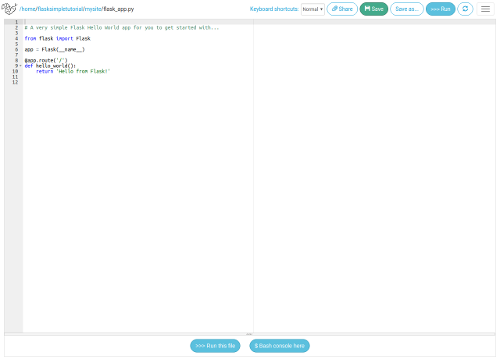 /home/flasksimpletutorial/mysite/flask_app.py
Keyboard shortcuts: Normal Share Save Save as... >>> Run
1
2 # A very simple Flask Hello World app for you to get started with...
3
4 from flask import Flask
5
6 app = Flask(__name__)
7
8 @app.route('/')
9 def hello_world():
10 return 'Hello from Flask!'
11
12
>>> Run this file $ Bash console here